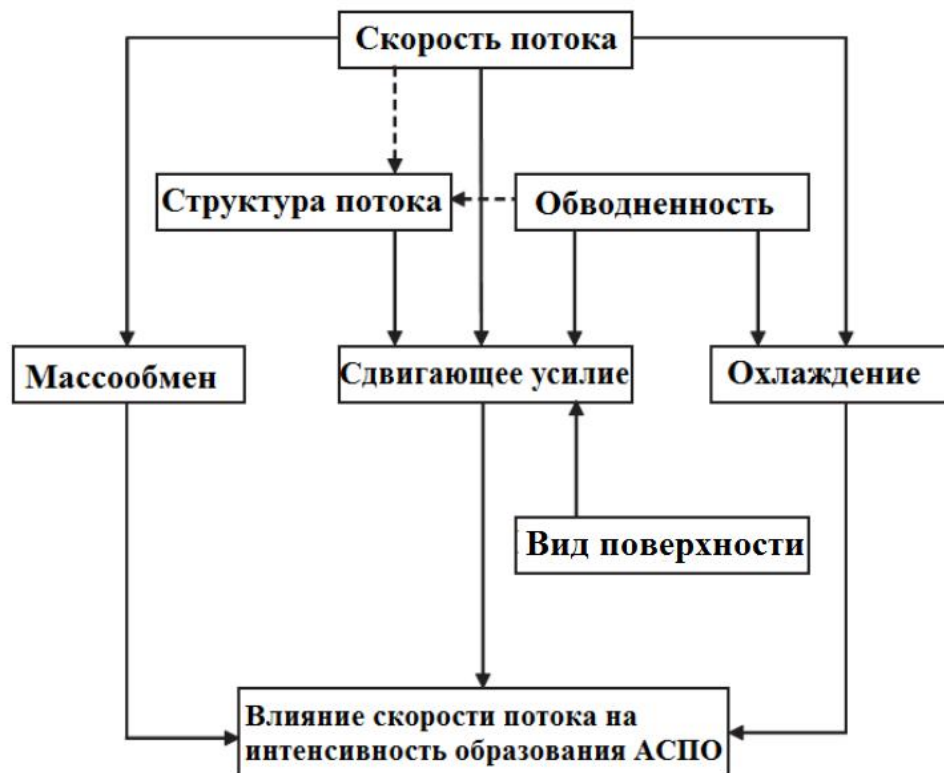 Скорость потока
Структура потока
Обводненность
Массообмен
Сдвигающее усилие
Охлаждение
Вид поверхности
Влияние скорости потока на
интенсивность образования АСПО